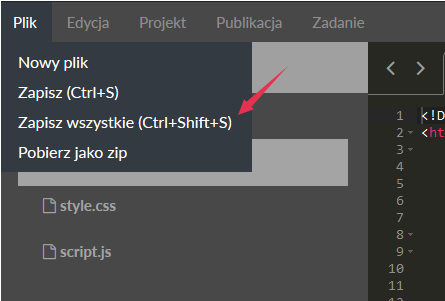 Plik Edycja Projekt Publikacja Zadanie
Nowy plik
Zapisz (Ctrl+S)
Zapisz wszystkie (Ctrl+Shift+S)
Pobierz jako zip
style.css
script.js
1 <!D
2 <ht
3
4
5
6
7
8
9
10
11